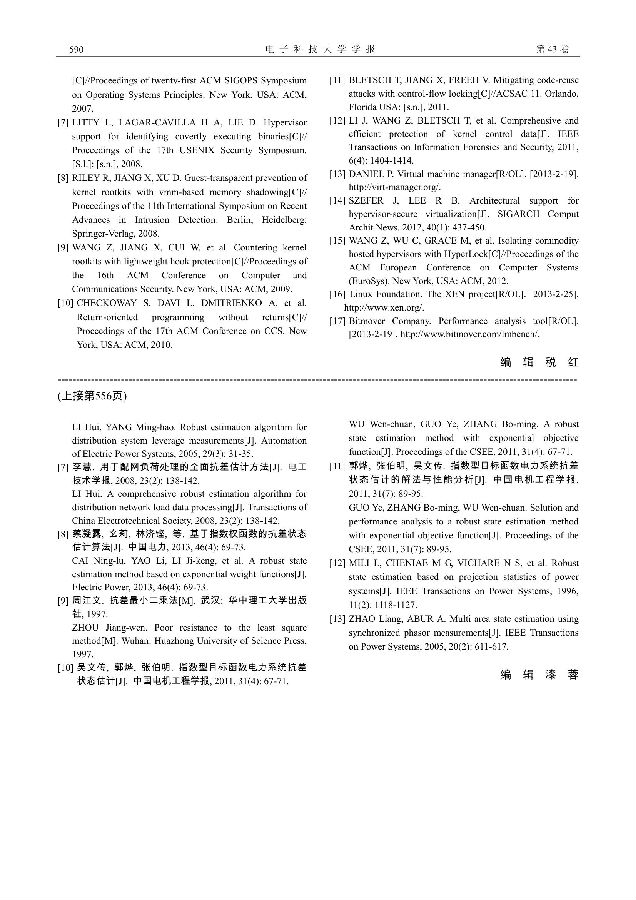 590
电 子 科 技 大 学 学 报
第 43 卷
[C]//Proceedings of twenty-first ACM SIGOPS Symposium
on Operating Systems Principles. New York. USA: ACM.
2007.
[7] LITTY L, LAGAR-CAVILLA H A, LIE D. Hypervisor
support for identifying covertly executing binaries[C]//
Proceedings of the 17th USENIX Security Symposium.
[S.l.]: [s.n.], 2008.
[8] RILEY R, JIANG X, XU D. Guest-transparent prevention of
kernel rootkits with vmm-based memory shadowing[C]//
Proceedings of the 11th International Symposium on Recent
Advances in Intrusion Detection. Berlin, Heidelberg:
Springer-Verlag, 2008.
[9] WANG Z, JIANG X, CUI W, et al. Countering kernel
rootkits with lightweight hook protection[C]//Proceedings of
the 16th ACM Conference on Computer and
Communications Security. New York, USA: ACM, 2009.
[10] CHECKOWAY S, DAVI L, DMITRIENKO A, et al.
Return-oriented programming without returns[C]//
Proceedings of the 17th ACM Conference on CCS. New
York, USA: ACM, 2010.
[11] BLETSCH T, JIANG X, FREEH V. Mitigating code-reuse
attacks with control-flow locking[C]//ACSAC 11. Orlando,
Florida USA: [s.n.], 2011.
[12] LI J, WANG Z, BLETSCH T, et al. Comprehensive and
efficient protection of kernel control data[J]. IEEE
Transactions on Information Forensics and Security, 2011,
6(4): 1404-1414.
[13] DANIEL P. Virtual machine manager[R/OL]. [2013-2-19].
http://virt-manager.org/.
[14] SZEFER J, LEE R B. Architectural support for
hypervisor-secure virtualization[J]. SIGARCH Comput
Archit News, 2012, 40(1): 437-450.
[15] WANG Z, WU C, GRACE M, et al. Isolating commodity
hosted hypervisors with HyperLock[C]//Proceedings of the
ACM European Conference on Computer Systems
(EuroSys). New York, USA: ACM, 2012.
[16] Linux Foundation. The XEN project[R/OL]. [2013-2-25].
http://www.xen.org/.
[17] Bitmover Company. Performance analysis tool[R/OL].
[2013-2-19]. http://www.bitmover.com/lmbench/.
编 辑 税 红
(上接第556页)
LI Hui, YANG Ming-hao. Robust estimation algorithm for
distribution system leverage measurements[J]. Automation
of Electric Power Systems, 2005, 29(3): 31-35.
[7] 李慧. 用于配网负荷处理的全面抗差估计方法[J]. 电工
技术学报, 2008, 23(2): 138-142.
LI Hui. A comprehensive robust estimation algorithm for
distribution network load data processing[J]. Transactions of
China Electrotechnical Society, 2008, 23(2): 138-142.
[8] 蔡凝露, 玄莉, 林济铿, 等. 基于指数权函数的抗差状态
估计算法[J]. 中国电力, 2013, 46(4): 69-73.
CAI Ning-lu, YAO Li, LI Ji-keng, et al. A robust state
estimation method based on exponential weight functions[J].
Electric Power, 2013, 46(4): 69-73.
[9] 周江文. 抗差最小二乘法[M]. 武汉: 华中理工大学出版
社, 1997.
ZHOU Jiang-wen. Poor resistance to the least square
method[M]. Wuhan: Huazhong University of Science Press,
1997.
[10] 吴文传, 郭烨, 张伯明. 指数型目标函数电力系统抗差
状态估计[J]. 中国电机工程学报, 2011, 31(4): 67-71.
WU Wen-chuan, GUO Ye, ZHANG Bo-ming. A robust
state estimation method with exponential objective
function[J]. Proceedings of the CSEE, 2011, 31(4): 67-71.
[11] 郭烨, 张伯明, 吴文传. 指数型目标函数电力系统抗差
状态估计的解法与性能分析[J]. 中国电机工程学报,
2011, 31(7): 89-95.
GUO Ye, ZHANG Bo-ming, WU Wen-chuan. Solution and
performance analysis to a robust state estimation method
with exponential objective function[J]. Proceedings of the
CSEE, 2011, 31(7): 89-95.
[12] MILI L, CHENIAE M G, VICHARE N S, et al. Robust
state estimation based on projection statistics of power
systems[J]. IEEE Transactions on Power Systems, 1996,
11(2): 1118-1127.
[13] ZHAO Liang, ABUR A. Multi area state estimation using
synchronized phasor measurements[J]. IEEE Transactions
on Power Systems, 2005, 20(2): 611-617.
编 辑 漆 蓉